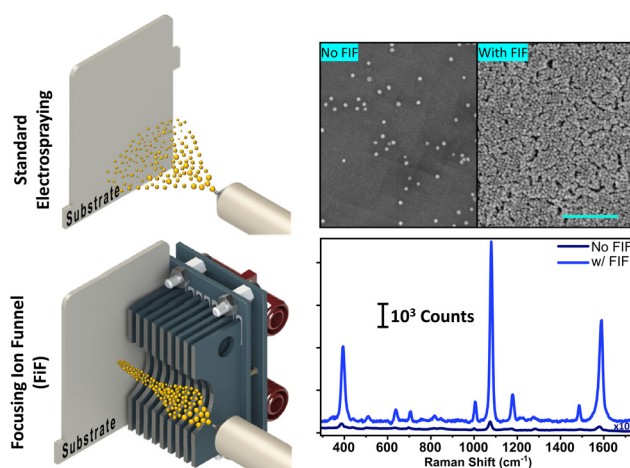 Standard
Electrospraying
Substrate
No FIF
With FIF
Focusing Ion Funnel
(FiF)
Substrate
No FIF
w/ FIF
10³ Counts
400 600 800 1000 1200 1400 1600
Raman Shift (cm⁻¹)